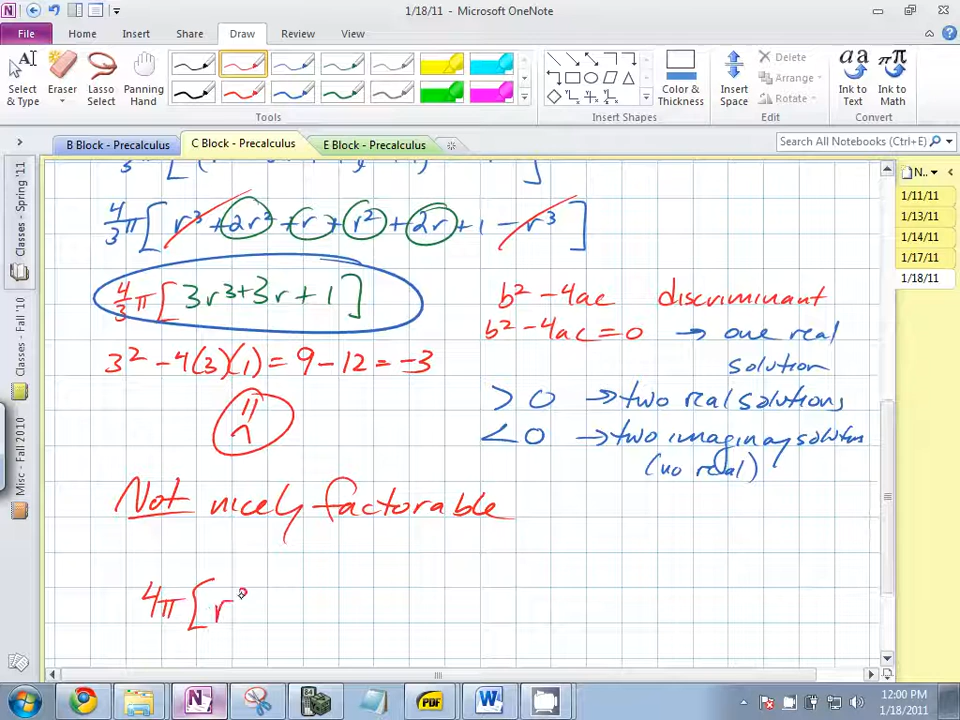 1/18/11 - Microsoft OneNote
File Home Insert Share Draw Review View
Select & Type
Eraser
Lasso Select
Panning Hand
Color & Thickness
Insert Space
Delete
Arrange
Rotate
Ink to Text
Ink to Math
Tools
Insert Shapes
Edit
Convert
B Block - Precalculus
C Block - Precalculus
E Block - Precalculus
Search All Notebooks (Ctrl+E)
N..
1/11/11
1/13/11
1/14/11
1/17/11
1/18/11
Classes - Spring '11
Classes - Fall '10
Misc - Fall 2010
4/3 π [ r³ + 2r² + r + r² + 2r + 1 - r³ ]
4/3 π [ 3r³ + 3r + 1 ]
b² - 4ac discriminant
b² - 4ac = 0 → one real solution
> 0 → two real solutions
< 0 → two imaginary solutions
(no real)
3² - 4(3)(1) = 9 - 12 = -3
Not nicely factorable
4π [ r
12:00 PM
1/18/2011